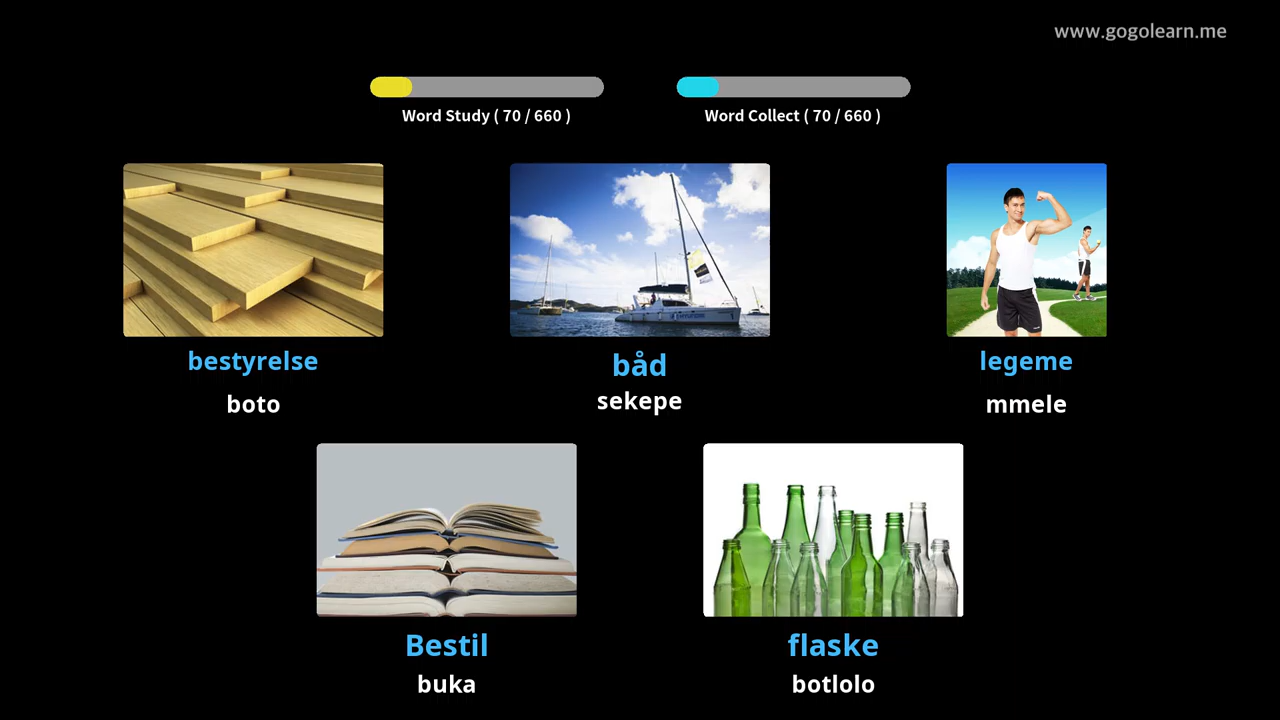 www.gogolearn.me
Word Study ( 70 / 660 )
Word Collect ( 70 / 660 )
bestyrelse
boto
båd
sekepe
legeme
mmele
Bestil
buka
flaske
botlolo